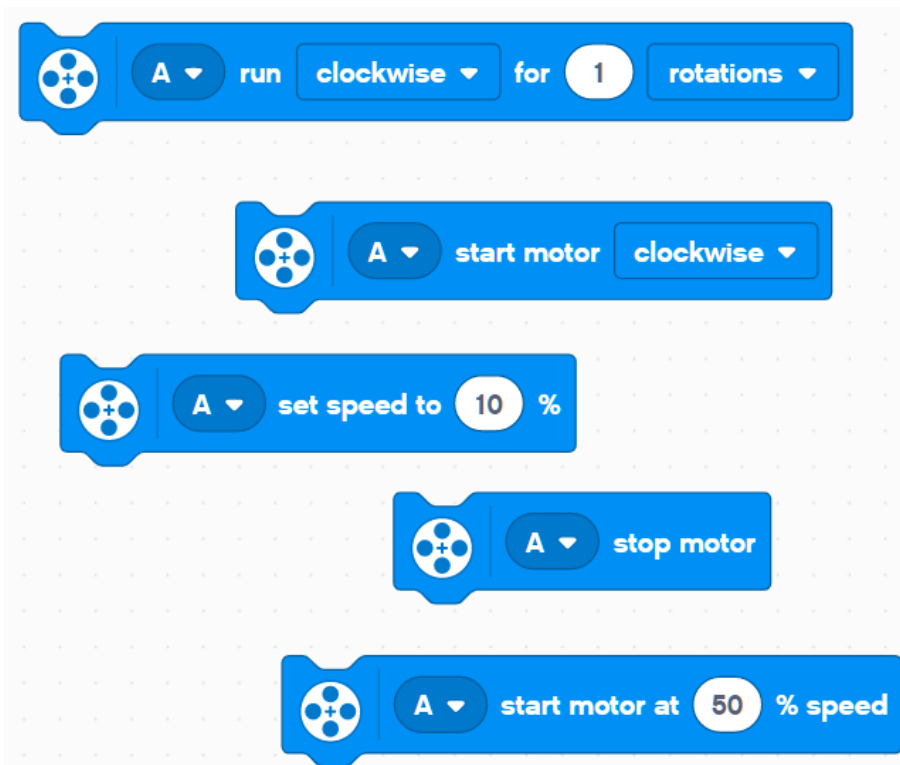 A run clockwise for 1 rotations
A start motor clockwise
A set speed to 10 %
A stop motor
A start motor at 50 % speed